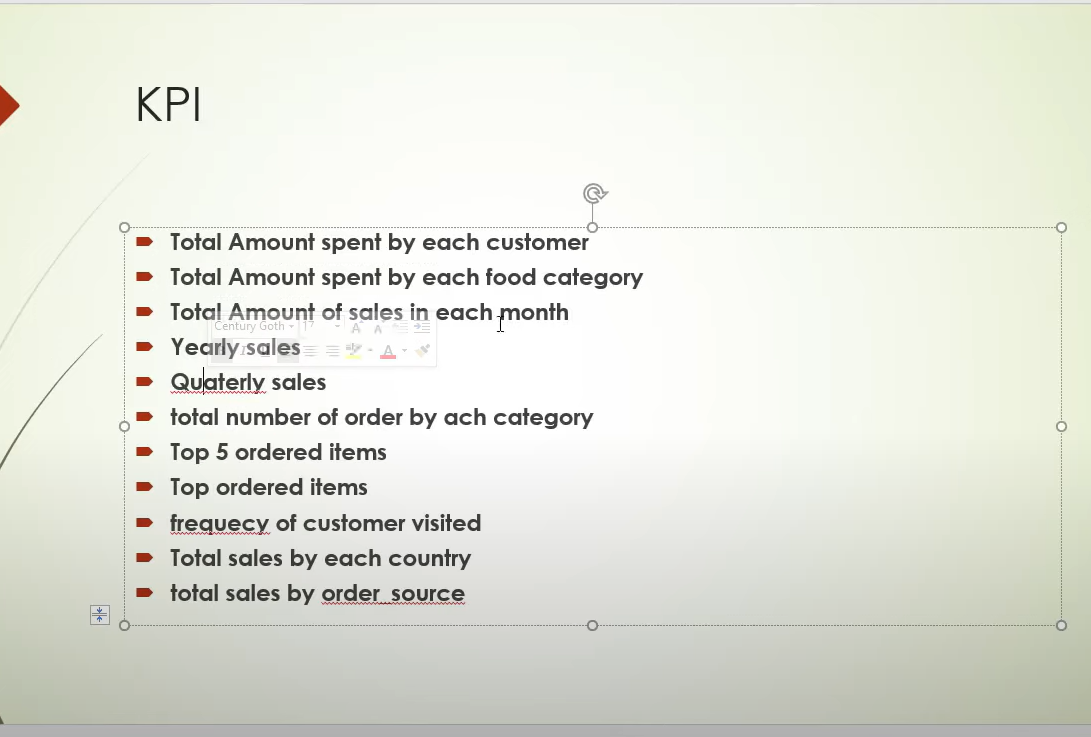 KPI
Total Amount spent by each customer
Total Amount spent by each food category
Total Amount of sales in each month
Century Goth 17
Yearly sales
Quaterly sales
total number of order by ach category
Top 5 ordered items
Top ordered items
frequecy of customer visited
Total sales by each country
total sales by order_source